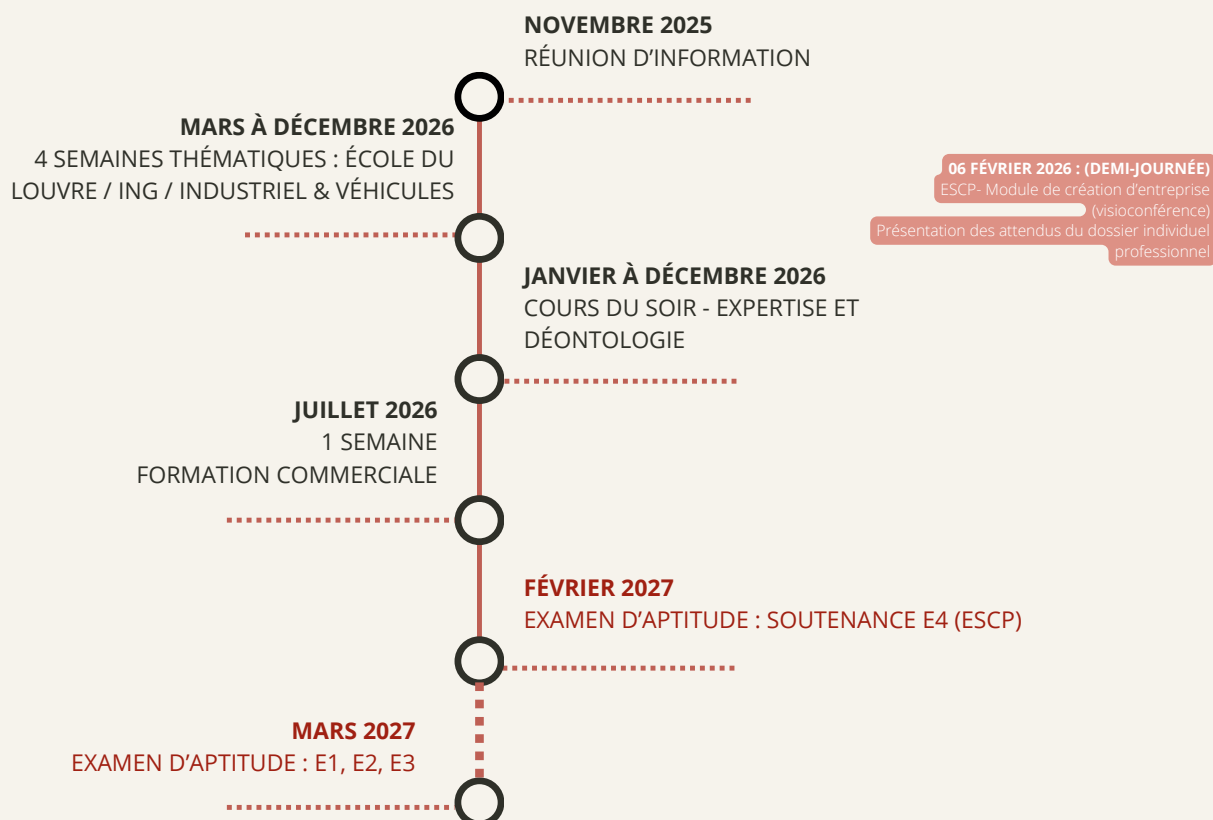 NOVEMBRE 2025
RÉUNION D’INFORMATION
MARS À DÉCEMBRE 2026
4 SEMAINES THÉMATIQUES : ÉCOLE DU
LOUVRE / ING / INDUSTRIEL & VÉHICULES
06 FÉVRIER 2026 : (DEMI-JOURNÉE)
ESCP- Module de création d’entreprise
(visioconférence)
Présentation des attendus du dossier individuel
professionnel
JANVIER À DÉCEMBRE 2026
COURS DU SOIR - EXPERTISE ET
DÉONTOLOGIE
JUILLET 2026
1 SEMAINE
FORMATION COMMERCIALE
FÉVRIER 2027
EXAMEN D’APTITUDE : SOUTENANCE E4 (ESCP)
MARS 2027
EXAMEN D’APTITUDE : E1, E2, E3